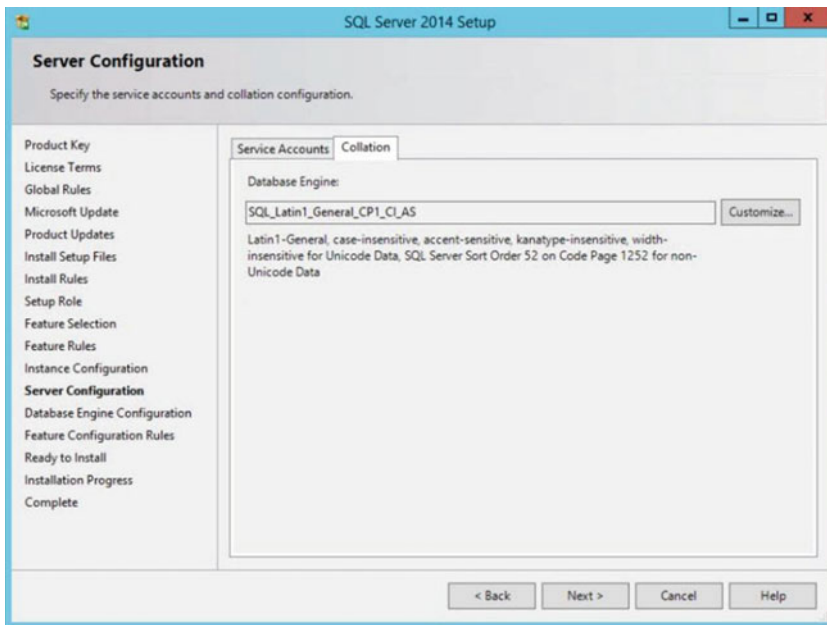 SQL Server 2014 Setup
Server Configuration
Specify the service accounts and collation configuration.
Product Key
License Terms
Global Rules
Microsoft Update
Product Updates
Install Setup Files
Install Rules
Setup Role
Feature Selection
Feature Rules
Instance Configuration
Server Configuration
Database Engine Configuration
Feature Configuration Rules
Ready to Install
Installation Progress
Complete
Service Accounts Collation
Database Engine:
SQL_Latin1_General_CP1_CI_AS Customize...
Latin1-General, case-insensitive, accent-sensitive, kanatype-insensitive, width-
insensitive for Unicode Data, SQL Server Sort Order 52 on Code Page 1252 for non-
Unicode Data
< Back Next > Cancel Help